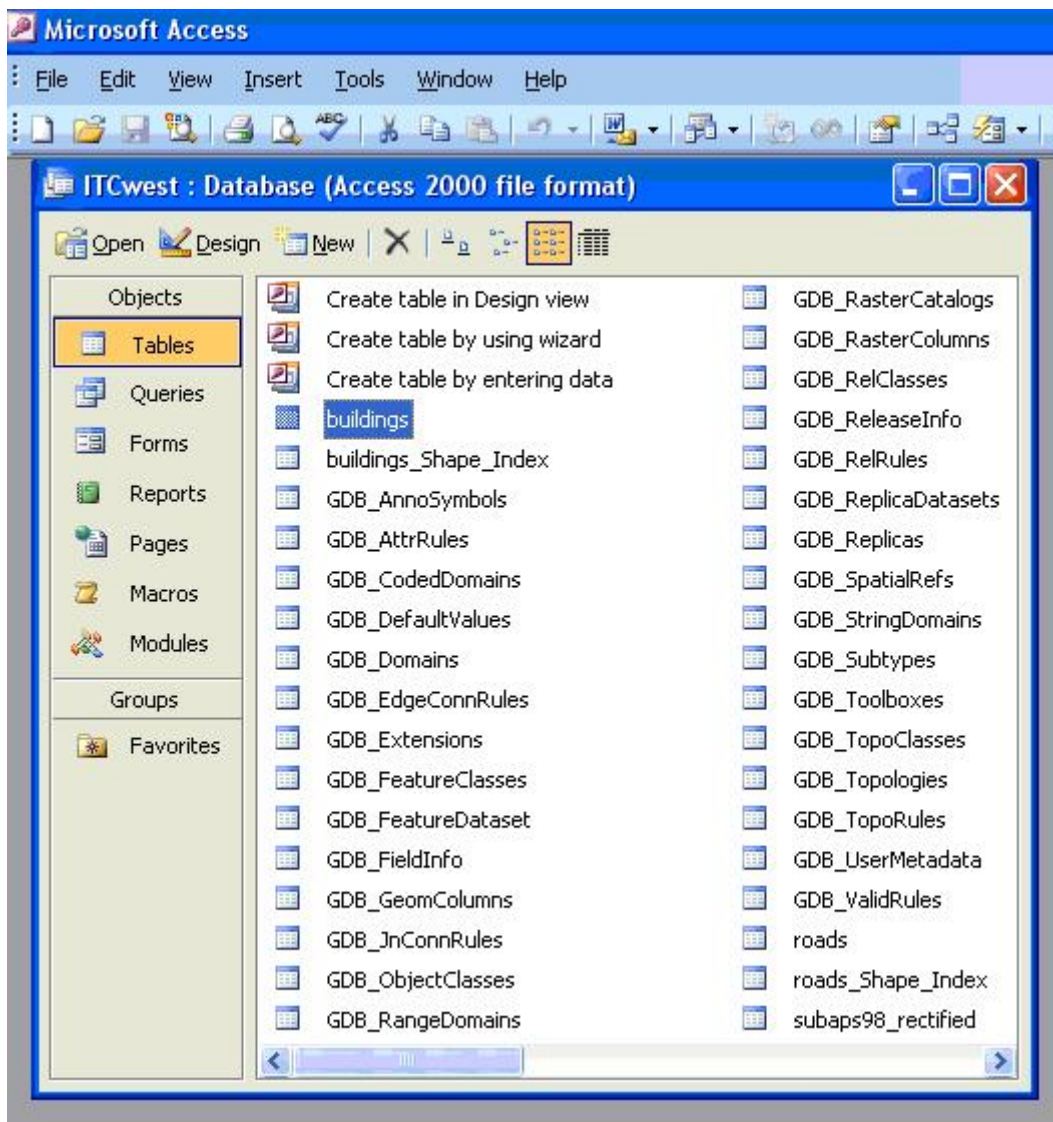 Microsoft Access
File Edit View Insert Tools Window Help
ABC
W
ITCwest : Database (Access 2000 file format)
Open Design New
Objects
Tables
Queries
Forms
Reports
Pages
Macros
Modules
Groups
Favorites
Create table in Design view
Create table by using wizard
Create table by entering data
buildings
buildings_Shape_Index
GDB_AnnoSymbols
GDB_AttrRules
GDB_CodedDomains
GDB_DefaultValues
GDB_Domains
GDB_EdgeConnRules
GDB_Extensions
GDB_FeatureClasses
GDB_FeatureDataset
GDB_FieldInfo
GDB_GeomColumns
GDB_JnConnRules
GDB_ObjectClasses
GDB_RangeDomains
GDB_RasterCatalogs
GDB_RasterColumns
GDB_RelClasses
GDB_ReleaseInfo
GDB_RelRules
GDB_ReplicaDatasets
GDB_Replicas
GDB_SpatialRefs
GDB_StringDomains
GDB_Subtypes
GDB_Toolboxes
GDB_TopoClasses
GDB_Topologies
GDB_TopoRules
GDB_UserMetadata
GDB_ValidRules
roads
roads_Shape_Index
subaps98_rectified